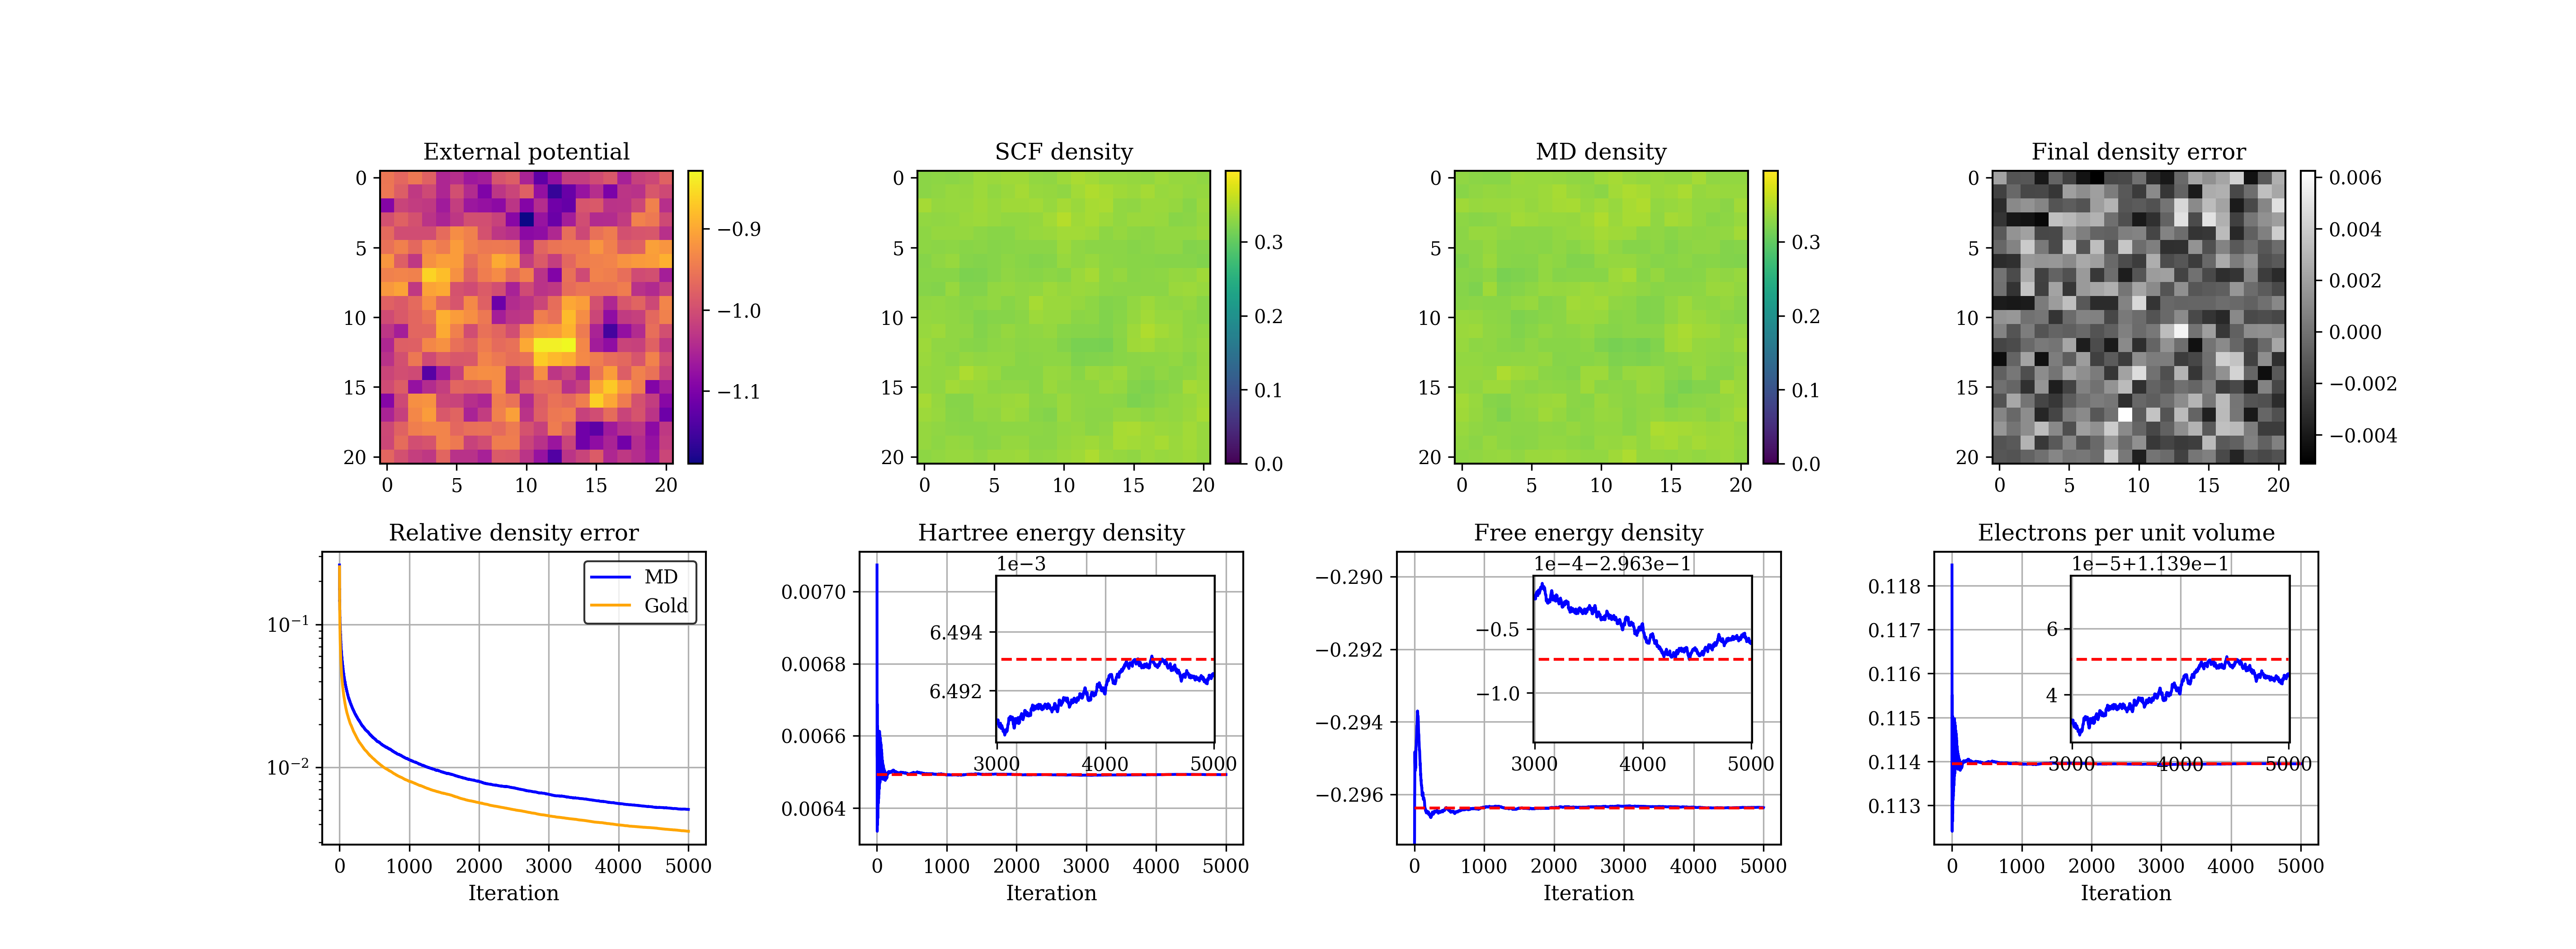 External potential
0
5
10
15
20
0 5 10 15 20
−0.9
−1.0
−1.1
SCF density
0
5
10
15
20
0 5 10 15 20
0.3
0.2
0.1
0.0
MD density
0
5
10
15
20
0 5 10 15 20
0.3
0.2
0.1
0.0
Final density error
0
5
10
15
20
0 5 10 15 20
0.006
0.004
0.002
0.000
−0.002
−0.004
Relative density error
10−1
10−2
MD
Gold
0 1000 2000 3000 4000 5000
Iteration
Hartree energy density
0.0070
0.0068
0.0066
0.0064
1e−3
6.494
6.492
3000 4000 5000
0 1000 2000 3000 4000 5000
Iteration
Free energy density
−0.290
−0.292
−0.294
−0.296
1e−4−2.963e−1
−0.5
−1.0
3000 4000 5000
0 1000 2000 3000 4000 5000
Iteration
Electrons per unit volume
0.118
0.117
0.116
0.115
0.114
0.113
1e−5+1.139e−1
6
4
3000 4000 5000
0 1000 2000 3000 4000 5000
Iteration